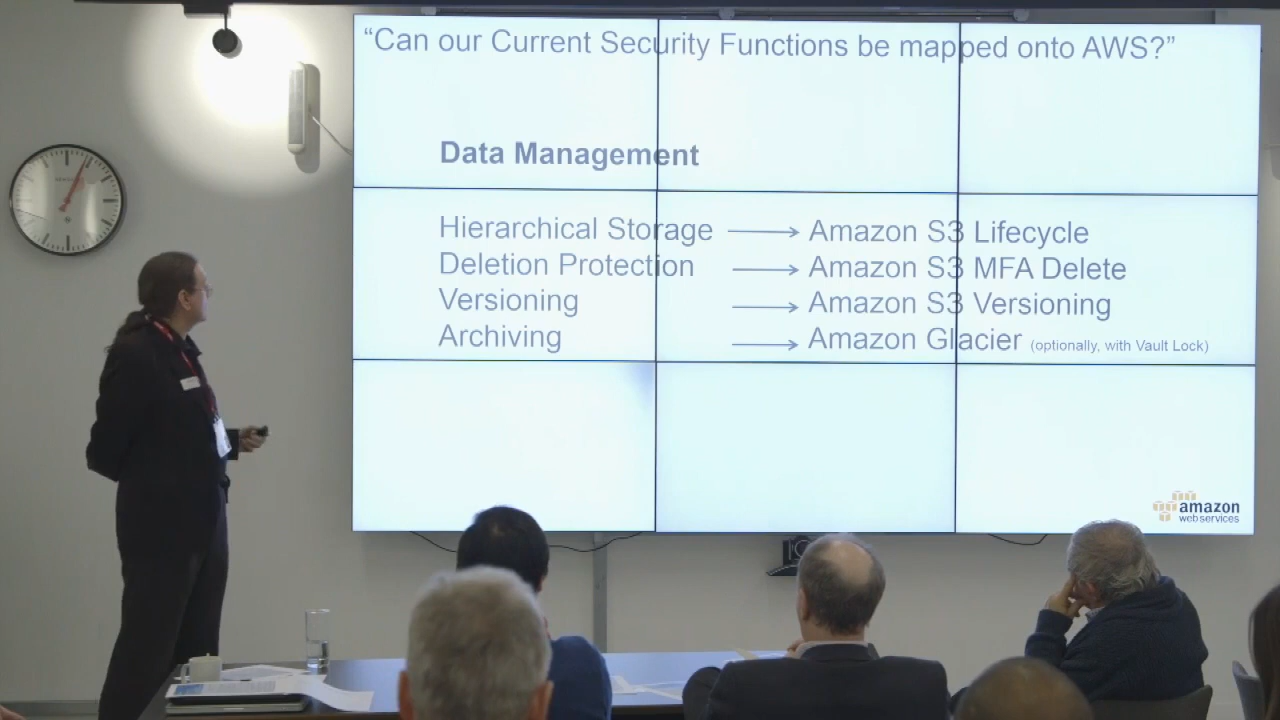 “Can our Current Security Functions be mapped onto AWS?”
Data Management
Hierarchical Storage → Amazon S3 Lifecycle
Deletion Protection → Amazon S3 MFA Delete
Versioning → Amazon S3 Versioning
Archiving → Amazon Glacier (optionally, with Vault Lock)
amazon
web services